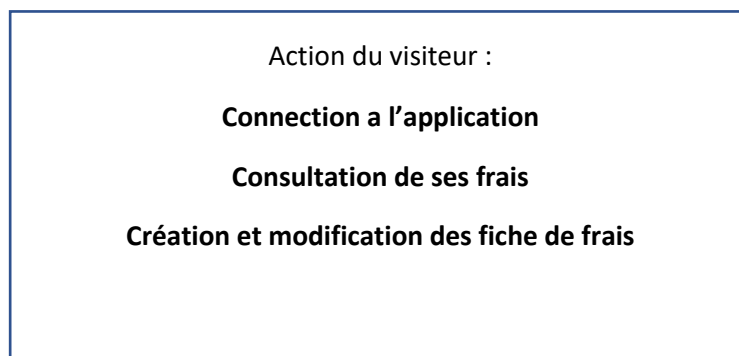 Action du visiteur :
Connection a l’application
Consultation de ses frais
Création et modification des fiche de frais